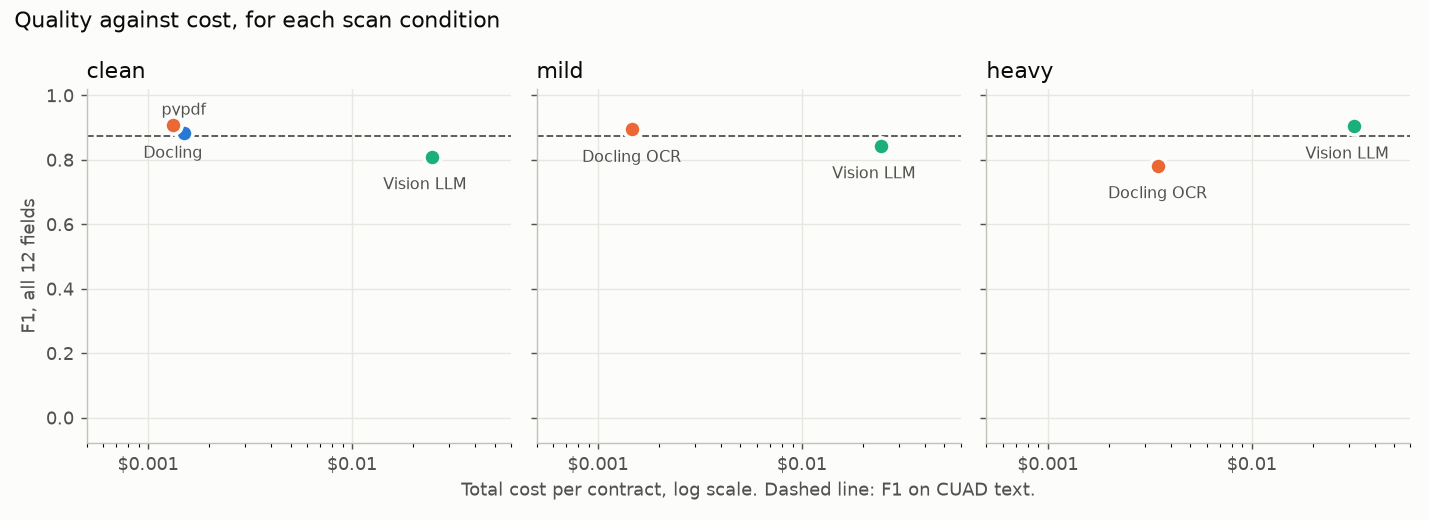 Quality against cost, for each scan condition
clean
mild
heavy
F1, all 12 fields
1.0
0.8
0.6
0.4
0.2
0.0
pypdf
Docling
Vision LLM
Docling OCR
Vision LLM
Vision LLM
Docling OCR
$0.001
$0.01
$0.001
$0.01
$0.001
$0.01
Total cost per contract, log scale. Dashed line: F1 on CUAD text.